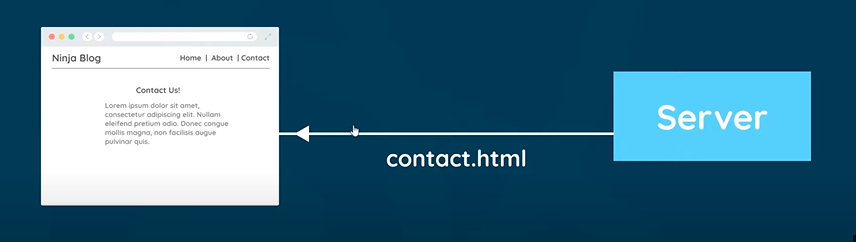 Ninja Blog
Home | About | Contact
Contact Us!
Lorem ipsum dolor sit amet,
consectetur adipiscing elit. Nullam
eleifend pretium odio. Donec congue
mollis magna, non facilisis augue
pulvinar quis.
Server
contact.html